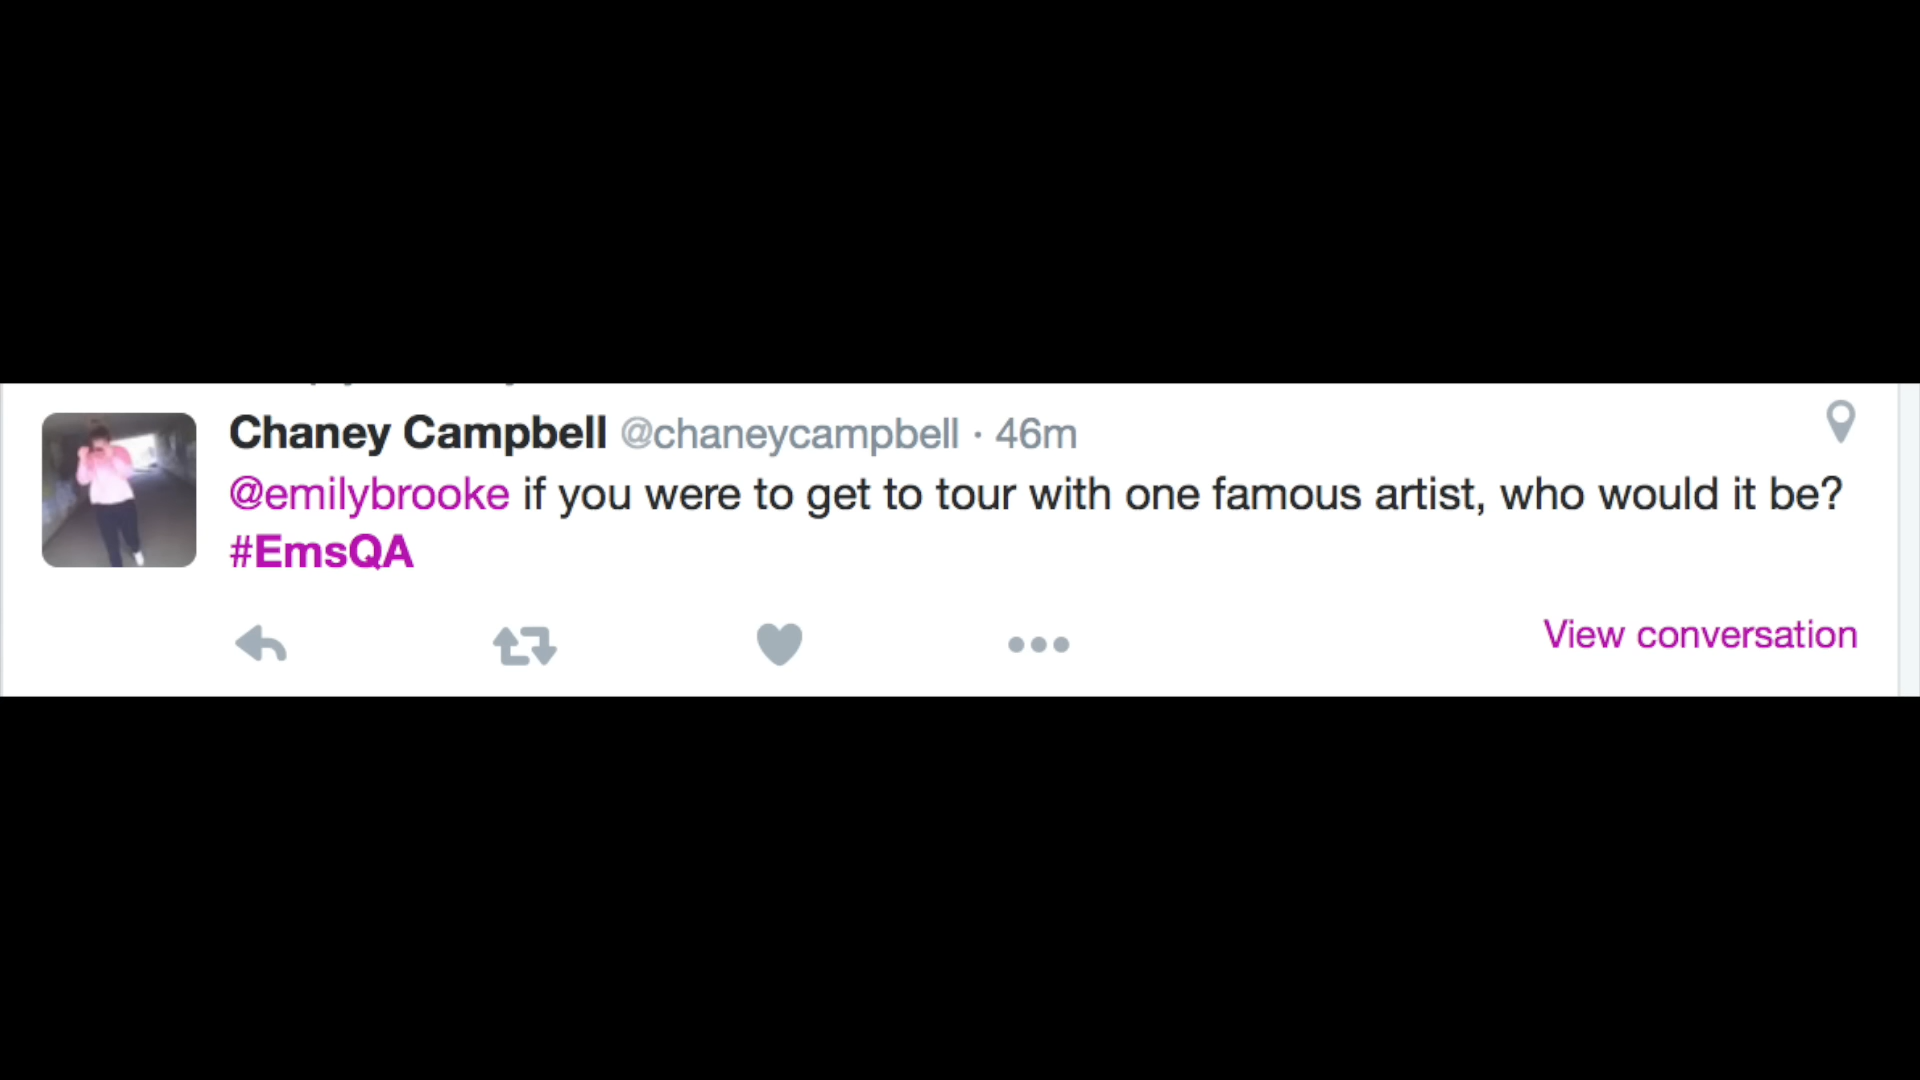 Chaney Campbell @chaneycampbell · 46m
@emilybrooke if you were to get to tour with one famous artist, who would it be?
#EmsQA
View conversation